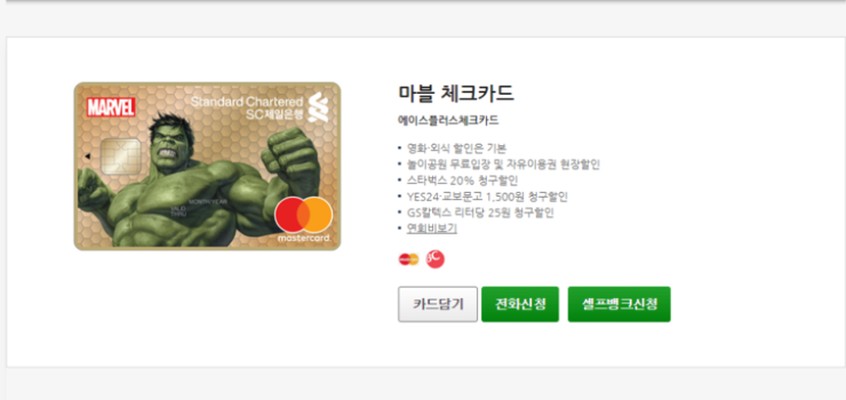 MARVEL
Standard Chartered
SC제일은행
MONTH/YEAR
VALID
THRU
mastercard
마블 체크카드
에이스플러스체크카드
• 영화·외식 할인은 기본
• 놀이공원 무료입장 및 자유이용권 현장할인
• 스타벅스 20% 청구할인
• YES24·교보문고 1,500원 청구할인
• GS칼텍스 리터당 25원 청구할인
• 연회비보기
카드담기
전화신청
셀프뱅크신청